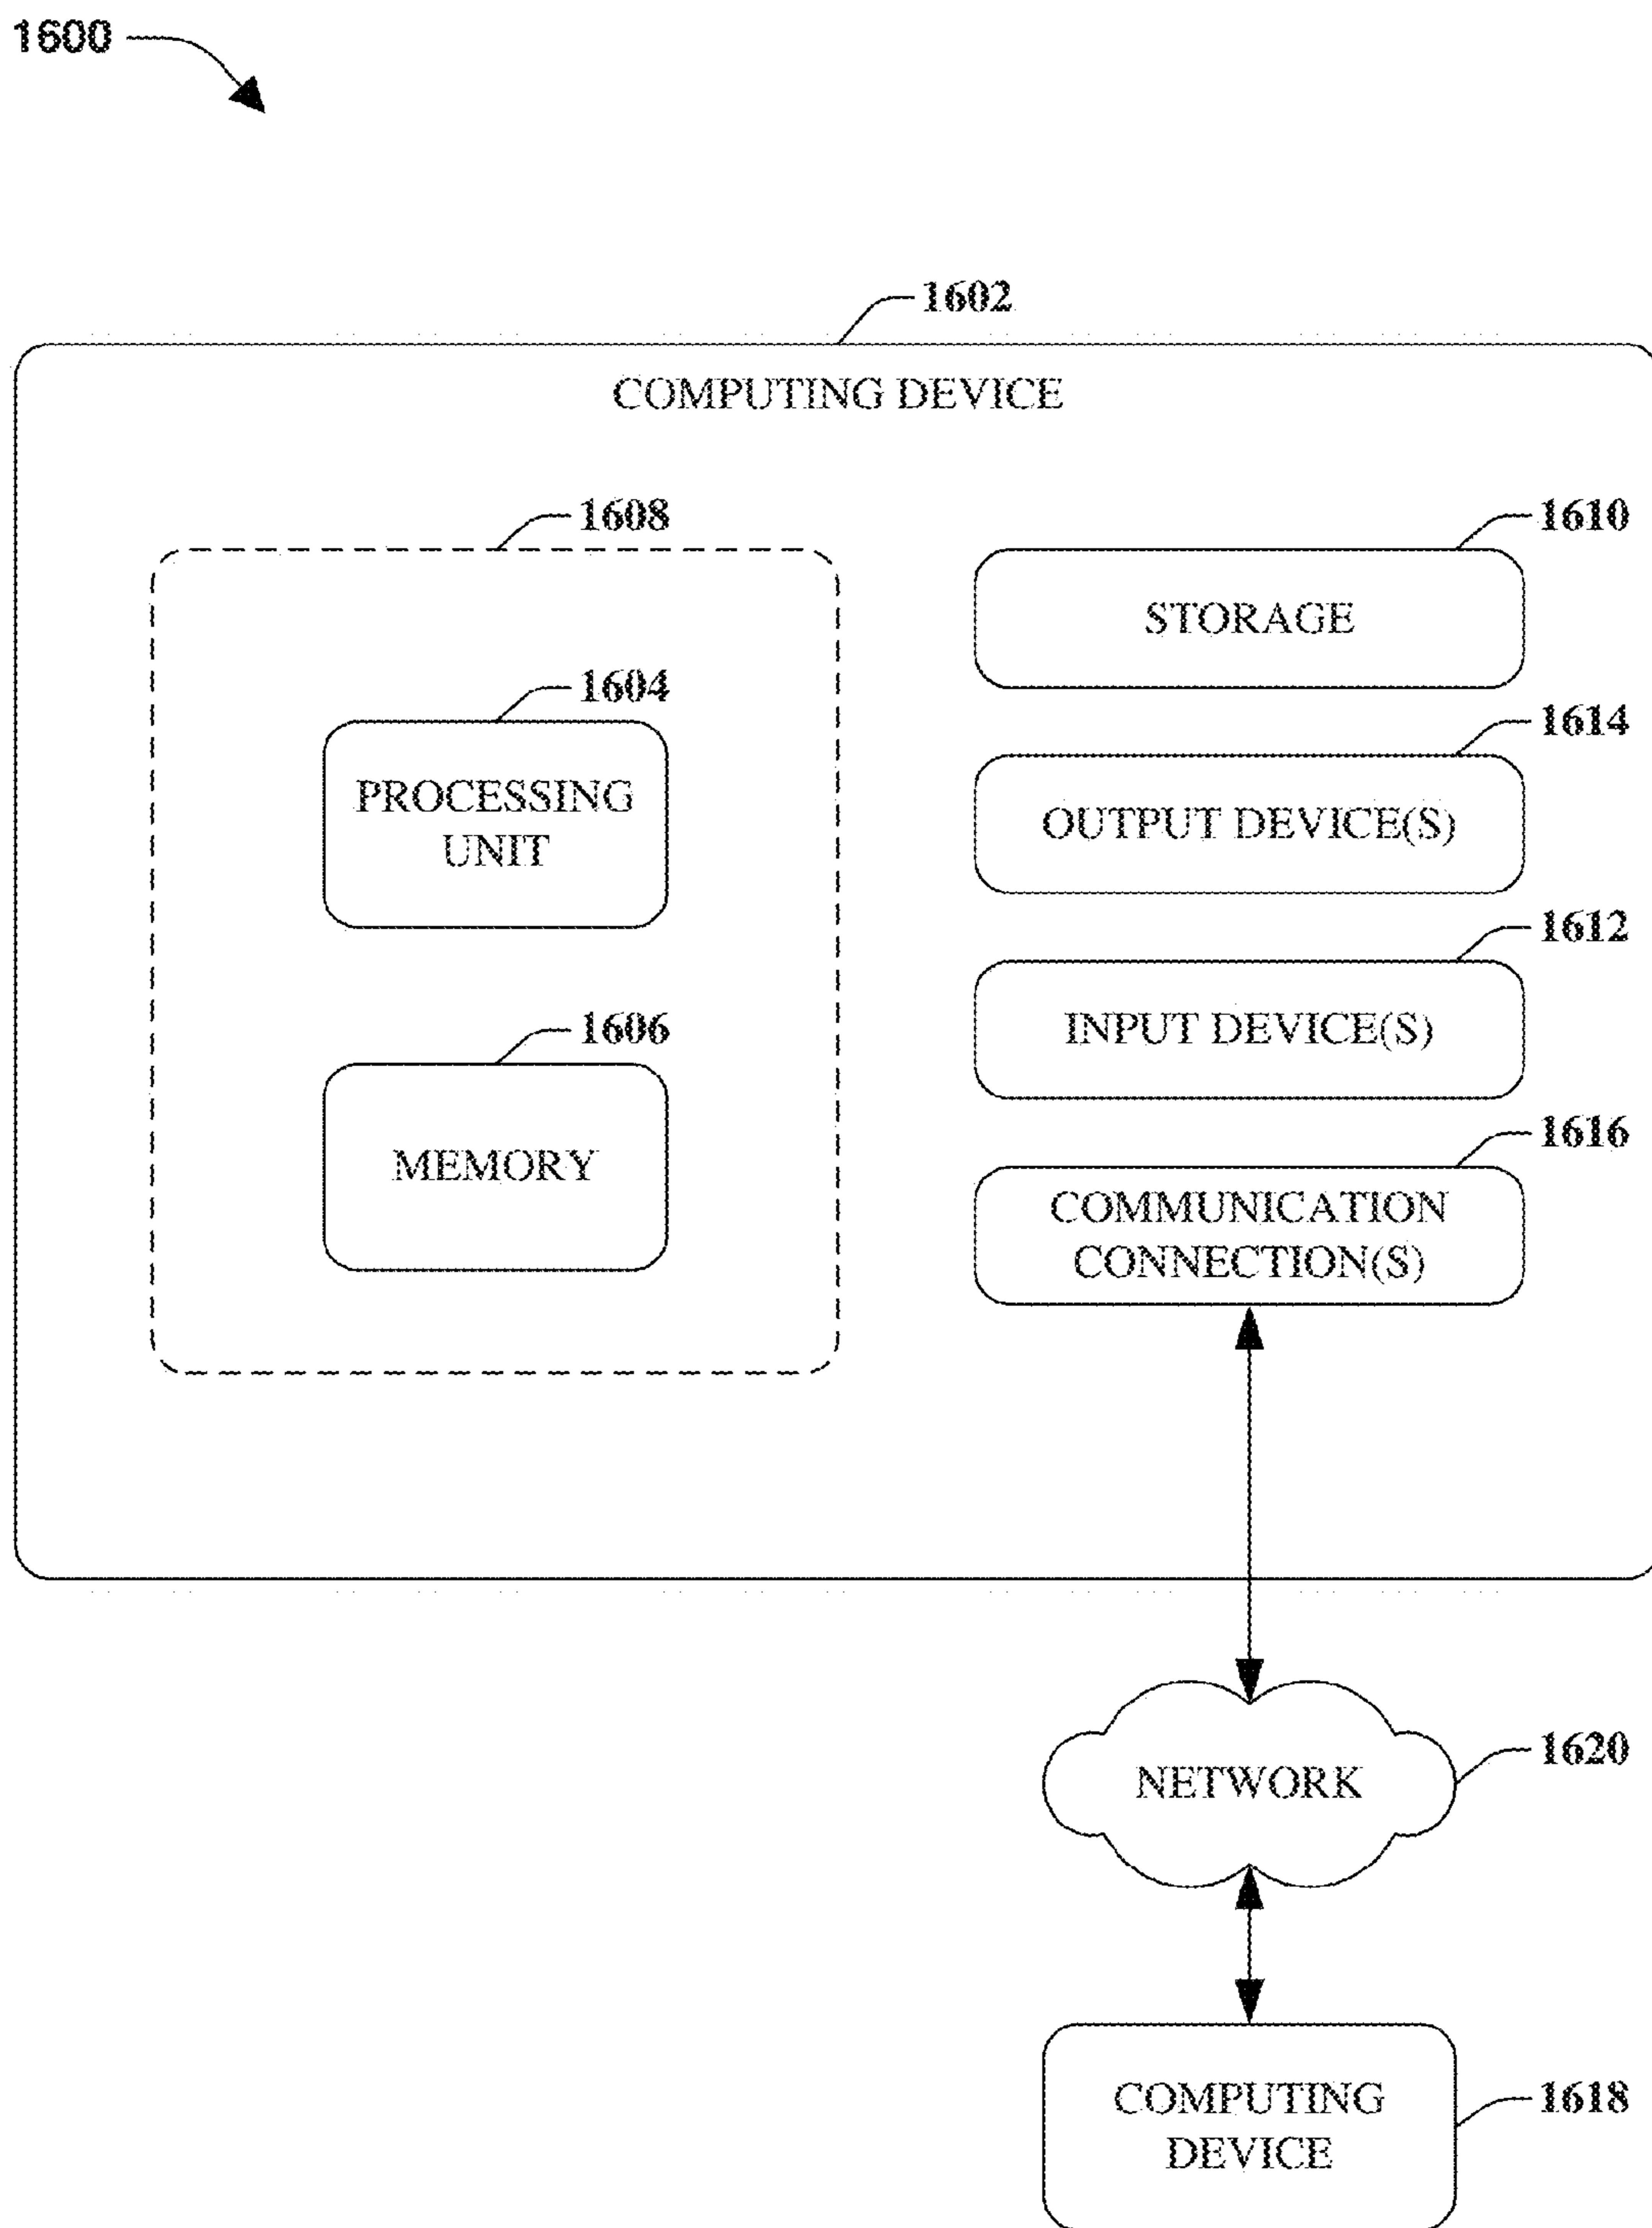 1600
1602
COMPUTING DEVICE
1608
1604
PROCESSING
UNIT
1606
MEMORY
1610
STORAGE
1614
OUTPUT DEVICE(S)
1612
INPUT DEVICE(S)
1616
COMMUNICATION
CONNECTION(S)
1620
NETWORK
1618
COMPUTING
DEVICE